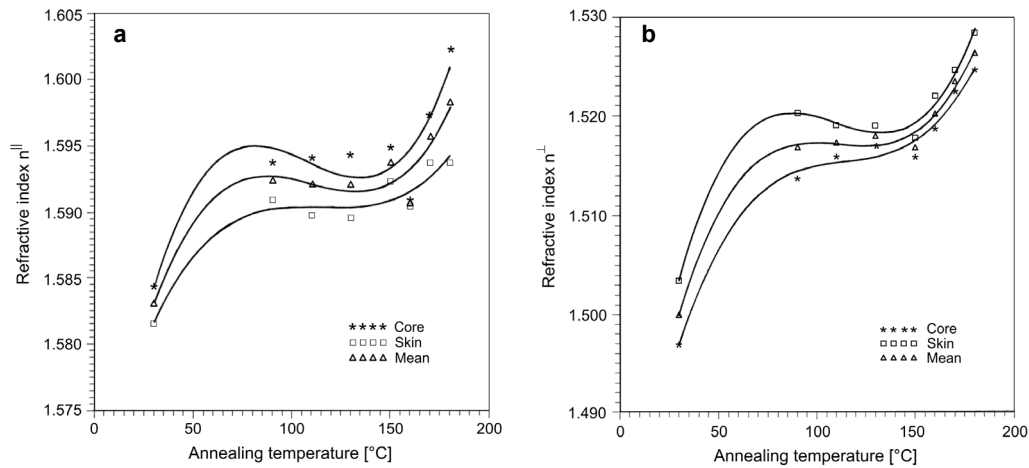 a
1.605
1.600
1.595
1.590
1.585
1.580
1.575
Refractive index n||
**** Core
□□□□ Skin
△△△△ Mean
0 50 100 150 200
Annealing temperature [°C]
b
1.530
1.520
1.510
1.500
1.490
Refractive index n⊥
**** Core
□□□□ Skin
△△△△ Mean
0 50 100 150 200
Annealing temperature [°C]